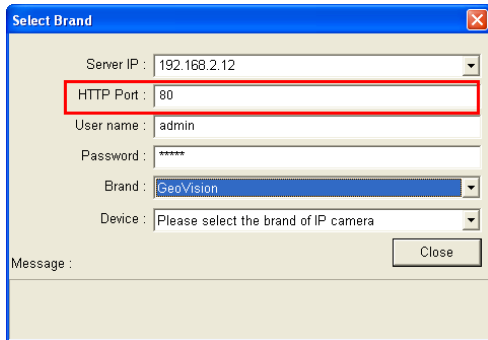 Select Brand
Server IP : 192.168.2.12
HTTP Port : 80
User name : admin
Password : *****
Brand : GeoVision
Device : Please select the brand of IP camera
Close
Message :